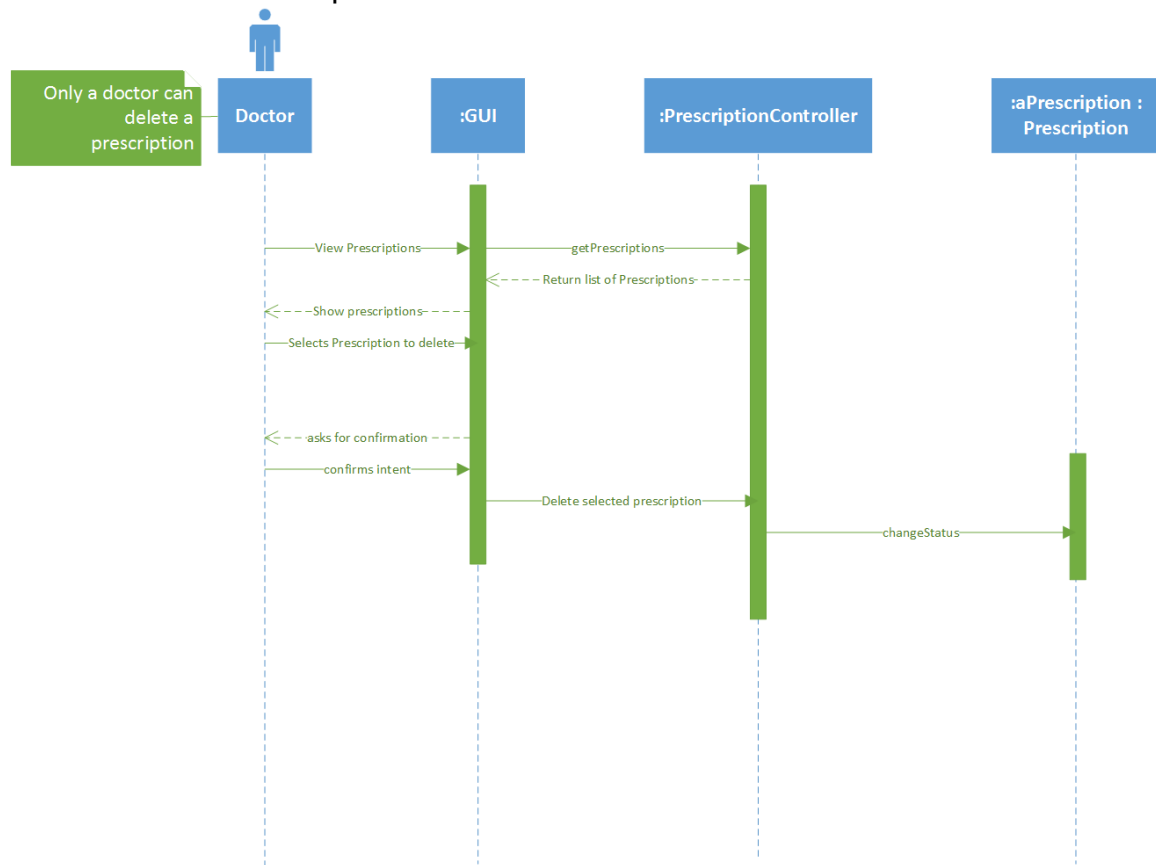 Only a doctor can
delete a
prescription
Doctor
:GUI
:PrescriptionController
:aPrescription :
Prescription
View Prescriptions
getPrescriptions
Return list of Prescriptions
Show prescriptions
Selects Prescription to delete
asks for confirmation
confirms intent
Delete selected prescription
changeStatus